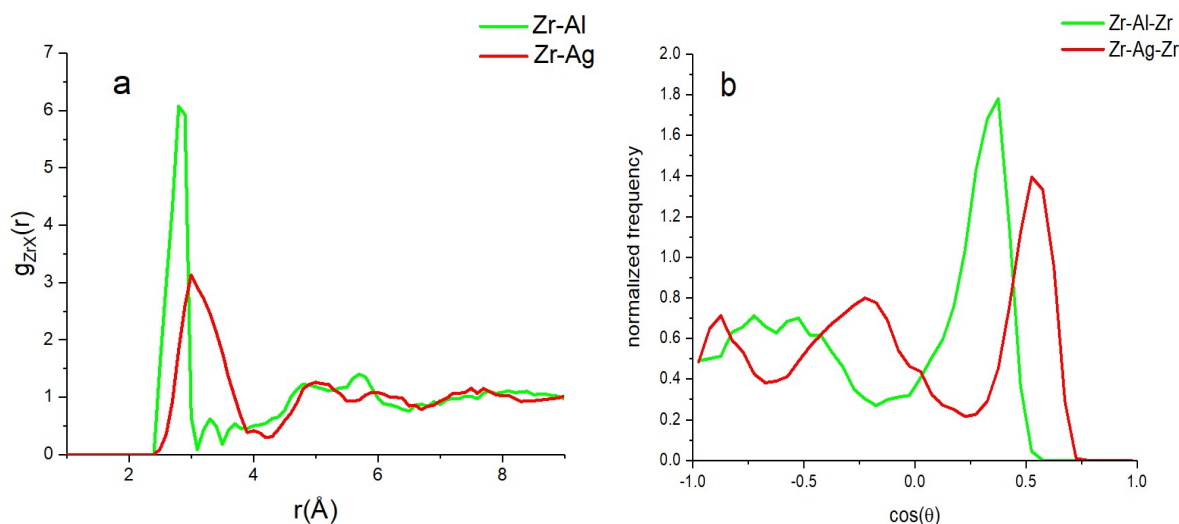 Zr-Al
Zr-Ag
a
7
6
5
4
3
2
1
0
g_ZrX(r)
2 4 6 8
r(Å)
Zr-Al-Zr
Zr-Ag-Zr
b
2.0
1.8
1.6
1.4
1.2
1.0
0.8
0.6
0.4
0.2
0.0
normalized frequency
-1.0 -0.5 0.0 0.5 1.0
cos(θ)